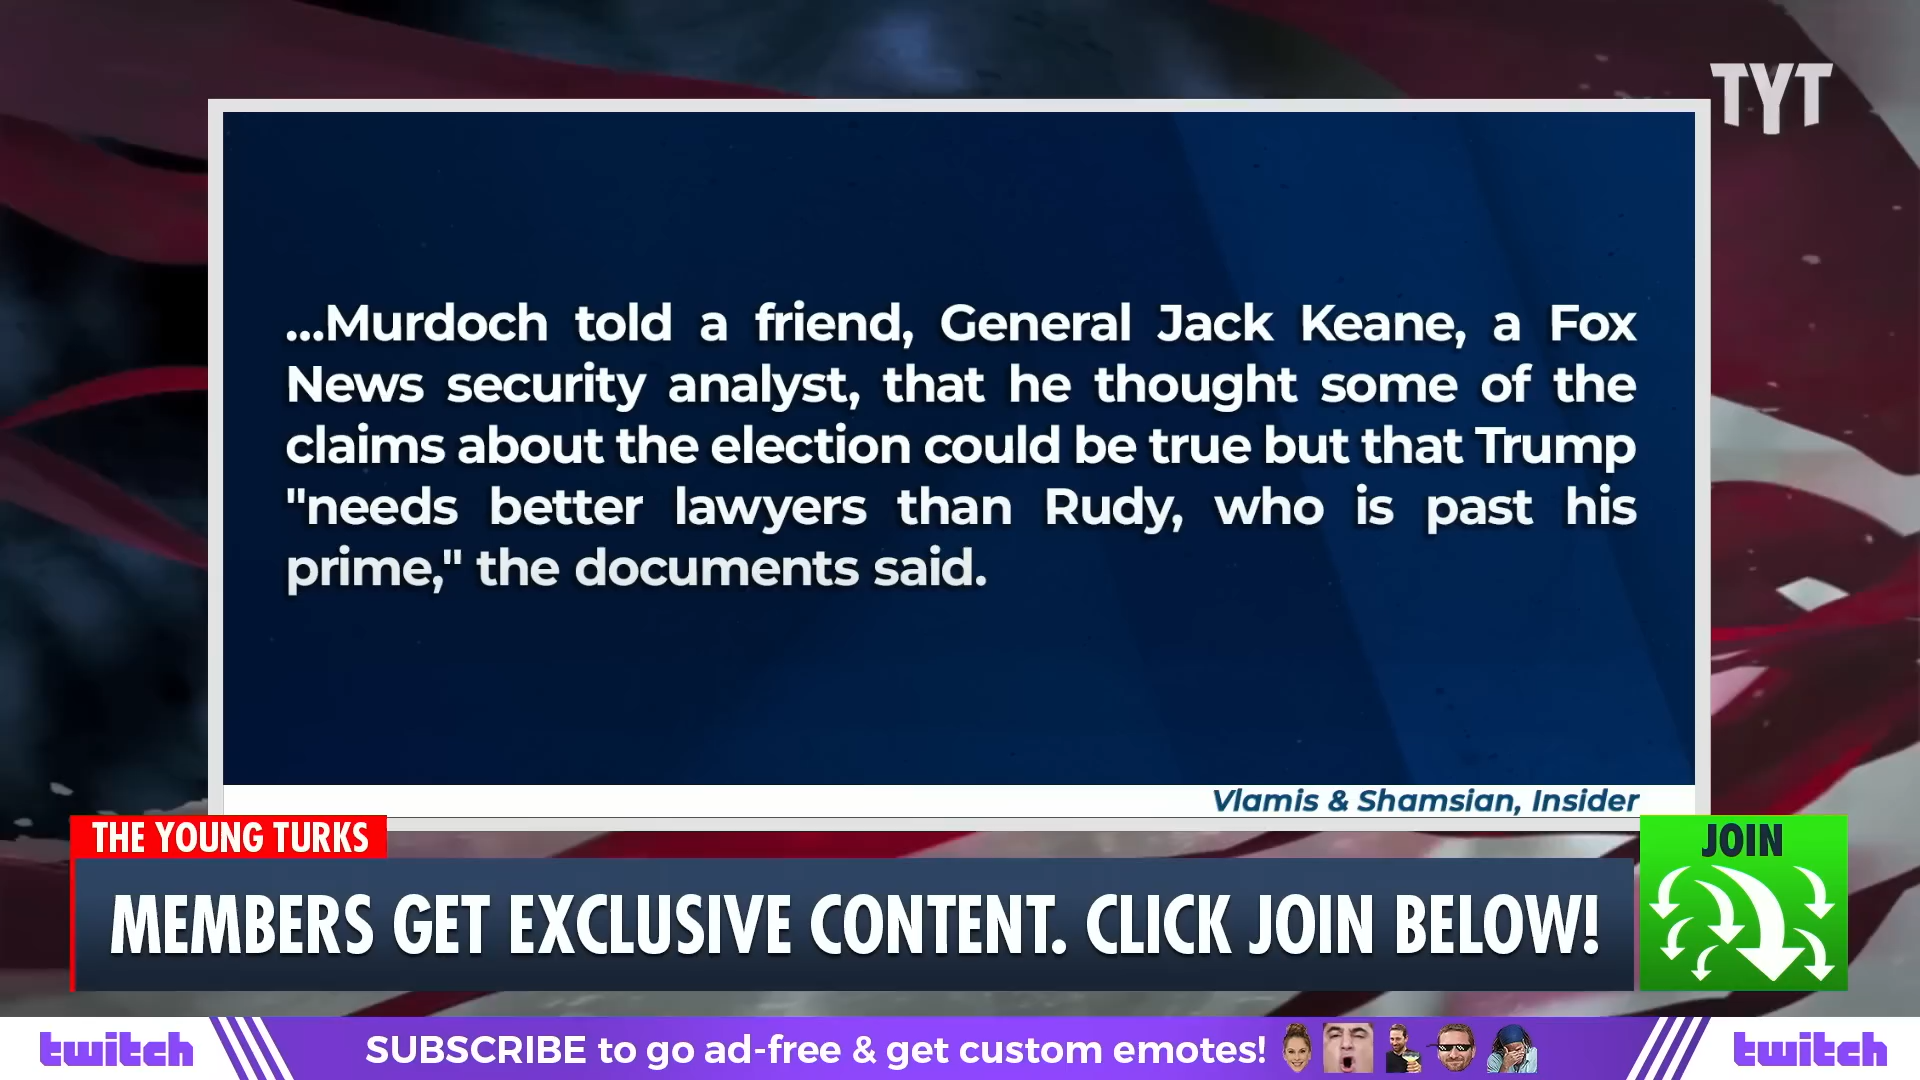 TYT
...Murdoch told a friend, General Jack Keane, a Fox
News security analyst, that he thought some of the
claims about the election could be true but that Trump
"needs better lawyers than Rudy, who is past his
prime," the documents said.
Vlamis & Shamsian, Insider
THE YOUNG TURKS
JOIN
MEMBERS GET EXCLUSIVE CONTENT. CLICK JOIN BELOW!
twitch
SUBSCRIBE to go ad-free & get custom emotes!
twitch